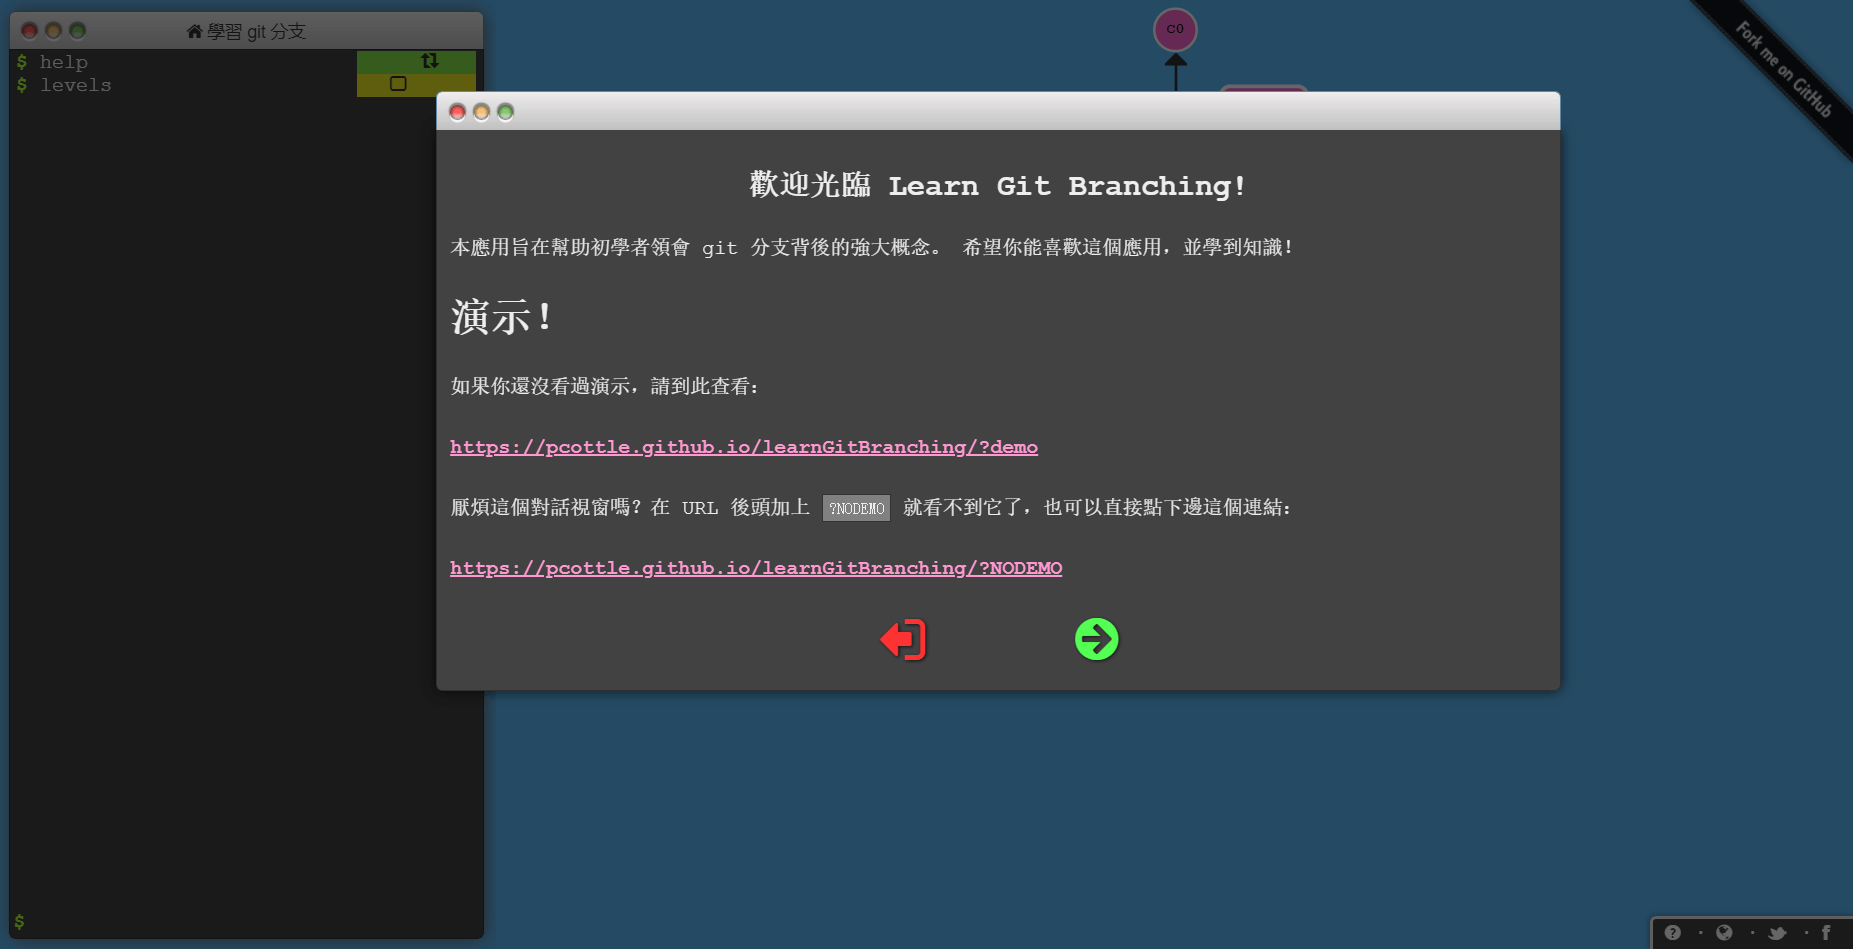 學習 git 分支
$ help
$ levels
C0
Fork me on GitHub
歡迎光臨 Learn Git Branching!
本應用旨在幫助初學者領會 git 分支背後的強大概念。 希望你能喜歡這個應用，並學到知識！
演示！
如果你還沒看過演示，請到此查看：
https://pcottle.github.io/learnGitBranching/?demo
厭煩這個對話視窗嗎？在 URL 後頭加上 ?NODEMO 就看不到它了，也可以直接點下邊這個連結：
https://pcottle.github.io/learnGitBranching/?NODEMO
$